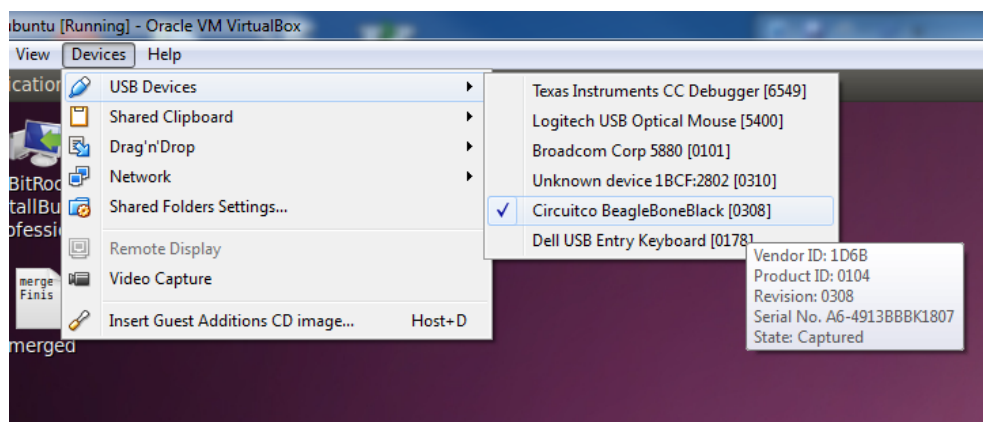 ubuntu [Running] - Oracle VM VirtualBox
View Devices Help
USB Devices
Shared Clipboard
Drag'n'Drop
Network
Shared Folders Settings...
Remote Display
Video Capture
Insert Guest Additions CD image... Host+D
Texas Instruments CC Debugger [6549]
Logitech USB Optical Mouse [5400]
Broadcom Corp 5880 [0101]
Unknown device 1BCF:2802 [0310]
Circuitco BeagleBoneBlack [0308]
Dell USB Entry Keyboard [0178]
Vendor ID: 1D6B
Product ID: 0104
Revision: 0308
Serial No. A6-4913BBBK1807
State: Captured
icatior
BitRoc
tallBu
ofessi
merge
Finis
merged